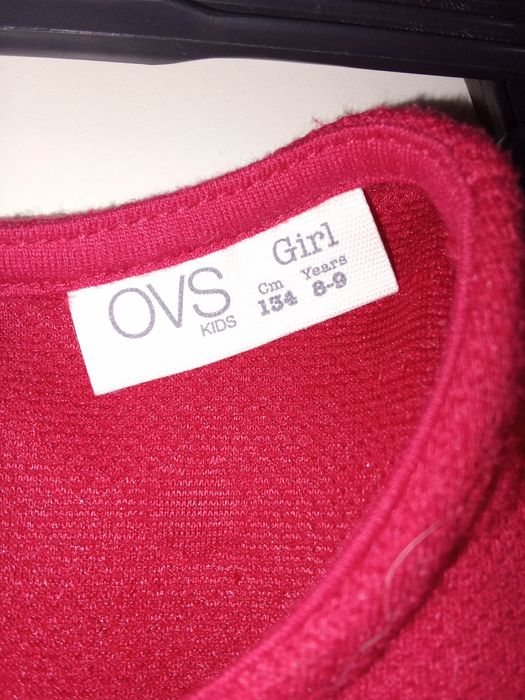 OVS
KIDS
Girl
Cm Years
134 8-9